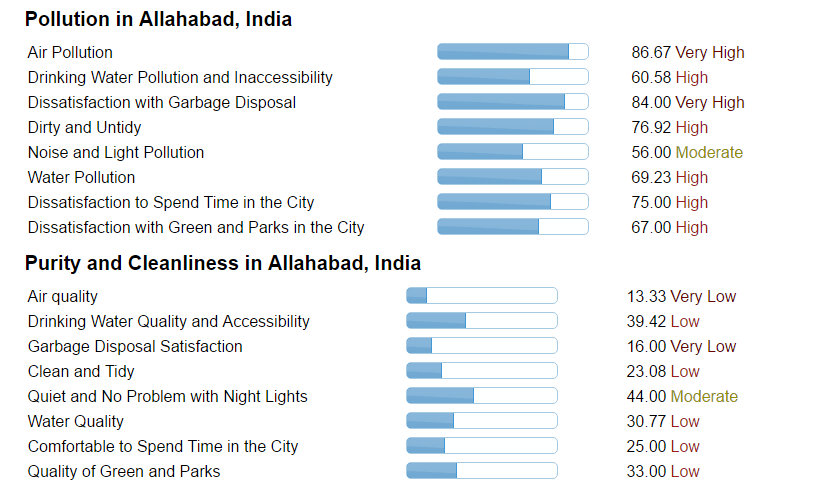 Pollution in Allahabad, India
Air Pollution 86.67 Very High
Drinking Water Pollution and Inaccessibility 60.58 High
Dissatisfaction with Garbage Disposal 84.00 Very High
Dirty and Untidy 76.92 High
Noise and Light Pollution 56.00 Moderate
Water Pollution 69.23 High
Dissatisfaction to Spend Time in the City 75.00 High
Dissatisfaction with Green and Parks in the City 67.00 High
Purity and Cleanliness in Allahabad, India
Air quality 13.33 Very Low
Drinking Water Quality and Accessibility 39.42 Low
Garbage Disposal Satisfaction 16.00 Very Low
Clean and Tidy 23.08 Low
Quiet and No Problem with Night Lights 44.00 Moderate
Water Quality 30.77 Low
Comfortable to Spend Time in the City 25.00 Low
Quality of Green and Parks 33.00 Low